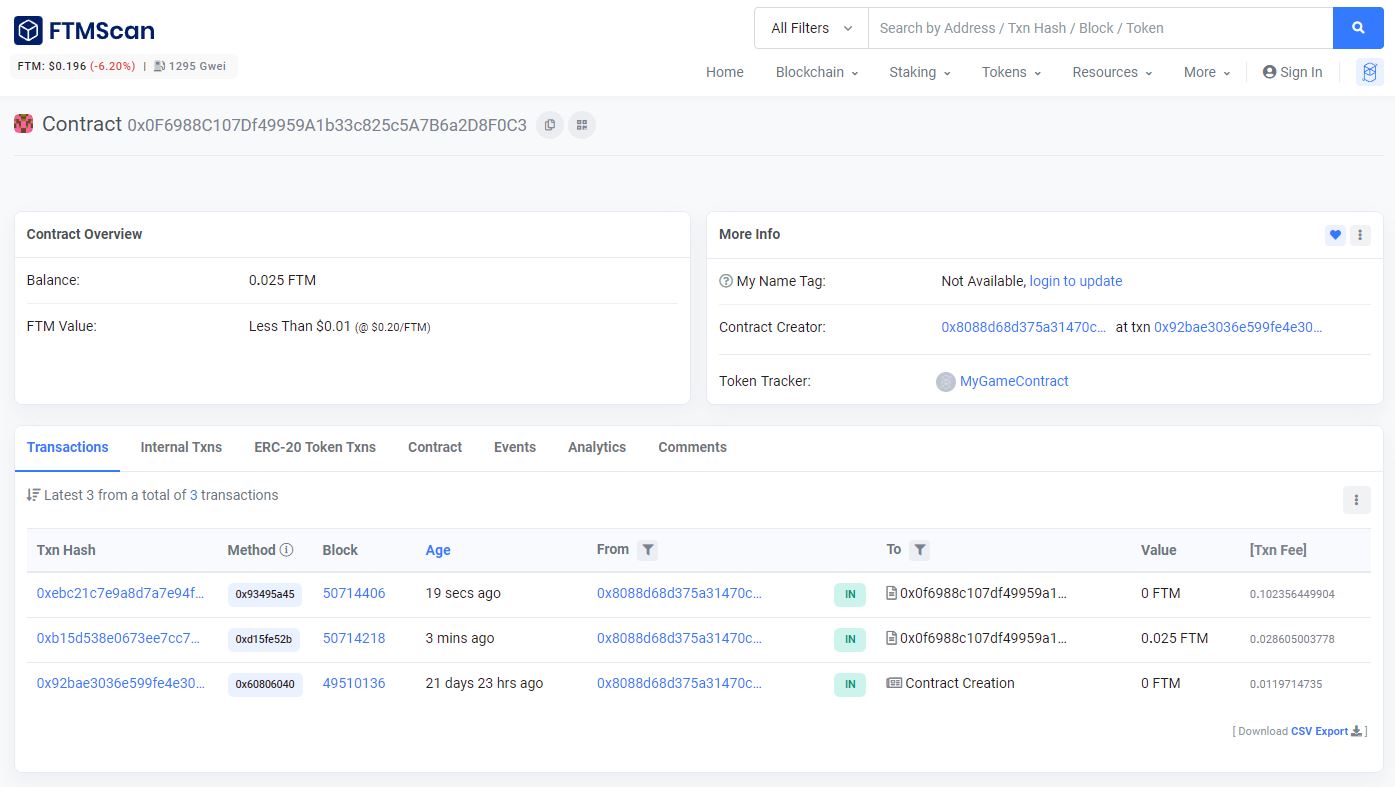 FTMScan
All Filters
Search by Address / Txn Hash / Block / Token
FTM: $0.196 (-6.20%) | 1295 Gwei
Home Blockchain Staking Tokens Resources More Sign In
Contract 0x0F6988C107Df49959A1b33c825c5A7B6a2D8F0C3
Contract Overview
Balance: 0.025 FTM
FTM Value: Less Than $0.01 (@ $0.20/FTM)
More Info
My Name Tag: Not Available, login to update
Contract Creator: 0x8088d68d375a31470c... at txn 0x92bae3036e599fe4e30...
Token Tracker: MyGameContract
Transactions Internal Txns ERC-20 Token Txns Contract Events Analytics Comments
Latest 3 from a total of 3 transactions
Txn Hash Method Block Age From To Value [Txn Fee]
0xebc21c7e9a8d7a7e94f... 0x93495a45 50714406 19 secs ago 0x8088d68d375a31470c... IN 0x0f6988c107df49959a1... 0 FTM 0.102356449904
0xb15d538e0673ee7cc7... 0xd15fe52b 50714218 3 mins ago 0x8088d68d375a31470c... IN 0x0f6988c107df49959a1... 0.025 FTM 0.028605003778
0x92bae3036e599fe4e30... 0x60806040 49510136 21 days 23 hrs ago 0x8088d68d375a31470c... IN Contract Creation 0 FTM 0.0119714735
[ Download CSV Export ]